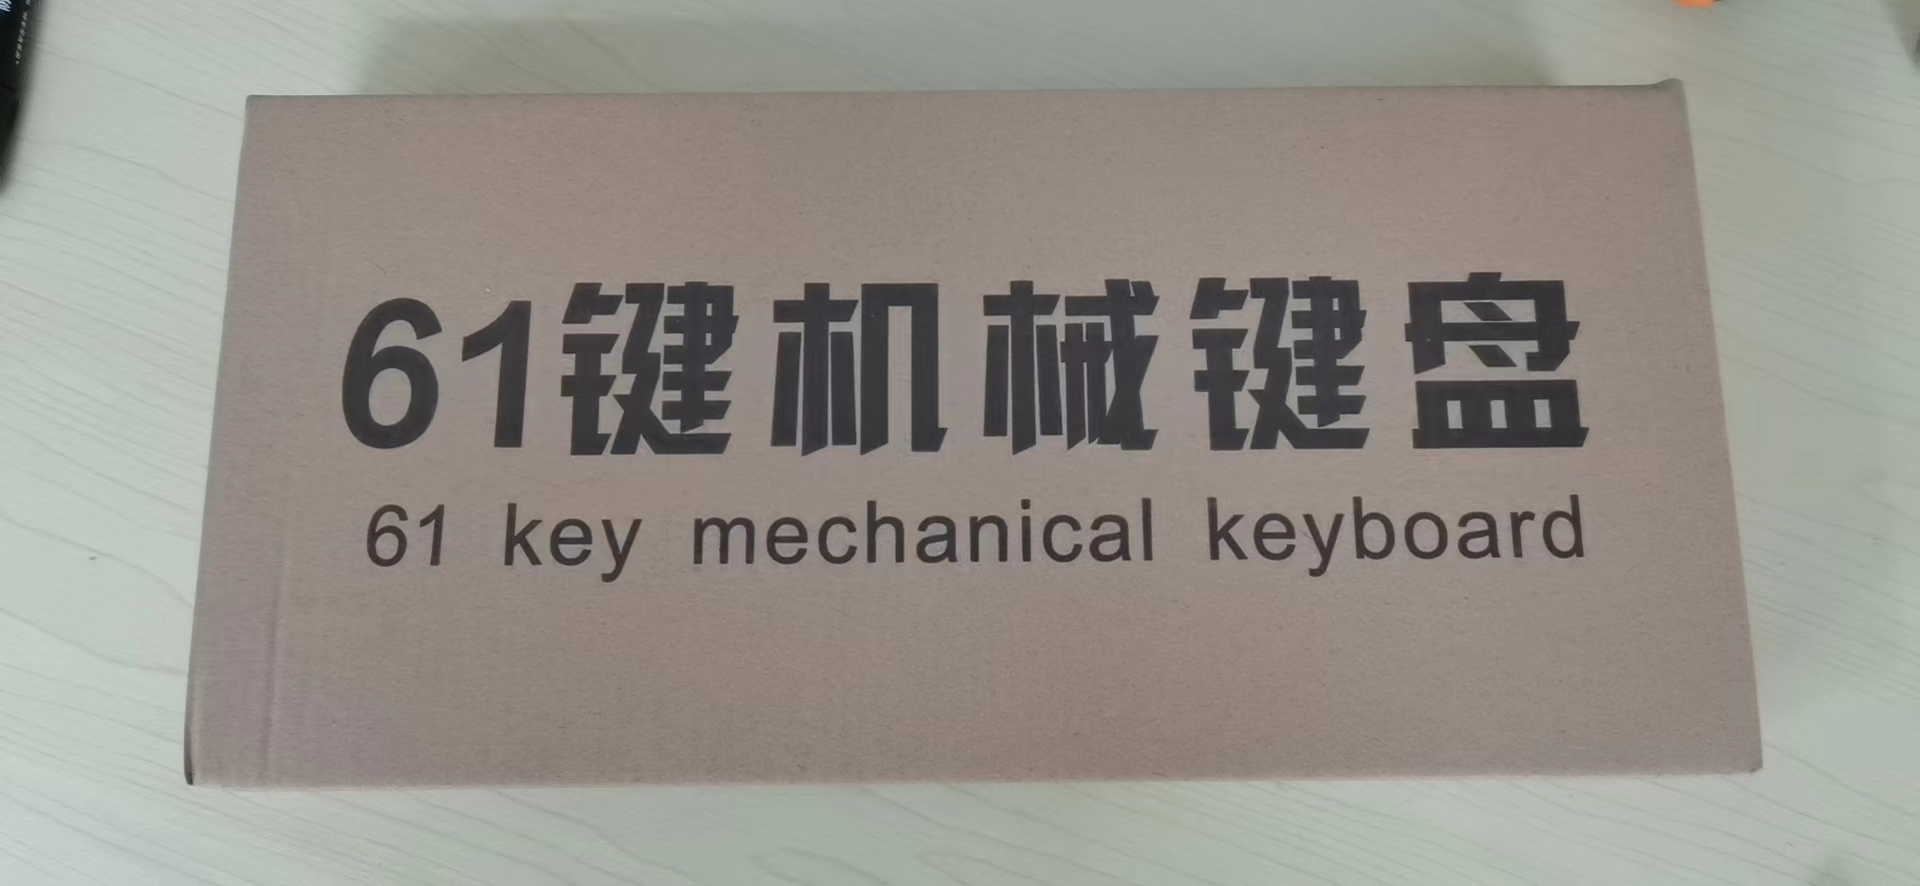 61键机械键盘
61 key mechanical keyboard